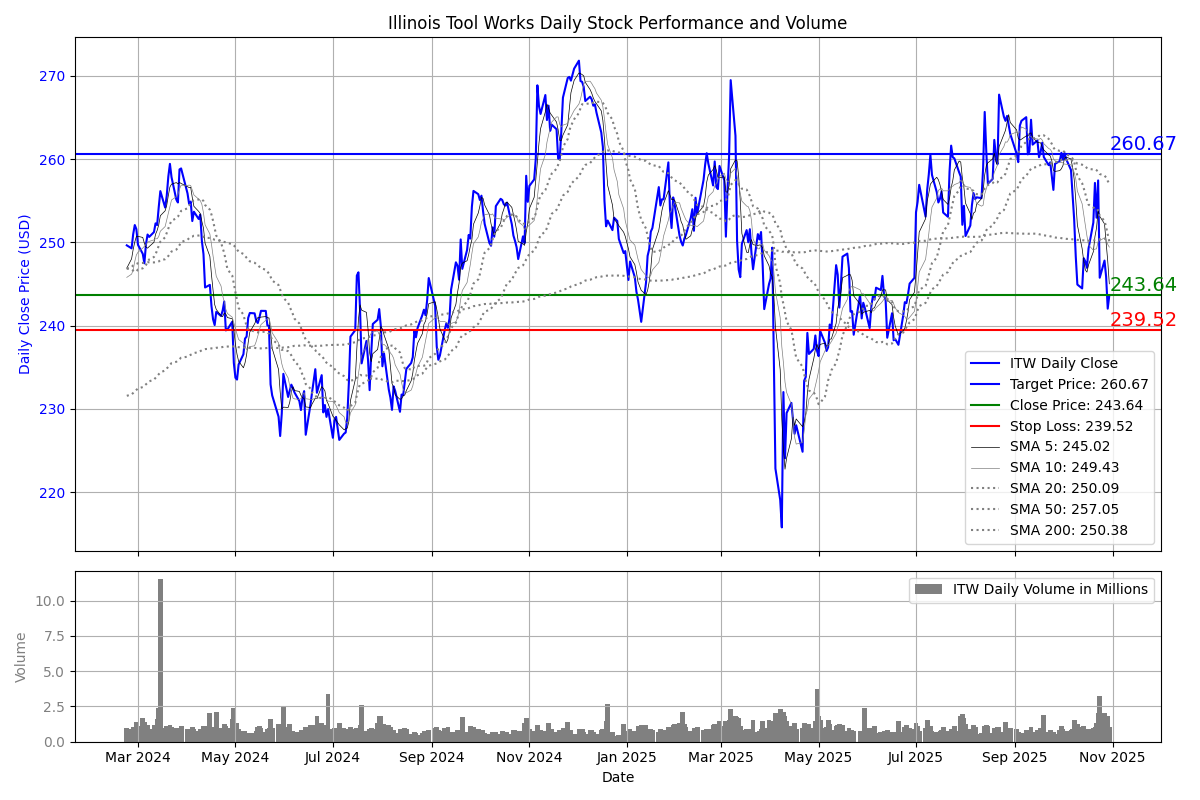 Illinois Tool Works Daily Stock Performance and Volume
Daily Close Price (USD)
270
260
250
240
230
220
260.67
243.64
239.52
ITW Daily Close
Target Price: 260.67
Close Price: 243.64
Stop Loss: 239.52
SMA 5: 245.02
SMA 10: 249.43
SMA 20: 250.09
SMA 50: 257.05
SMA 200: 250.38
Volume
10.0
7.5
5.0
2.5
0.0
ITW Daily Volume in Millions
Mar 2024 May 2024 Jul 2024 Sep 2024 Nov 2024 Jan 2025 Mar 2025 May 2025 Jul 2025 Sep 2025 Nov 2025
Date